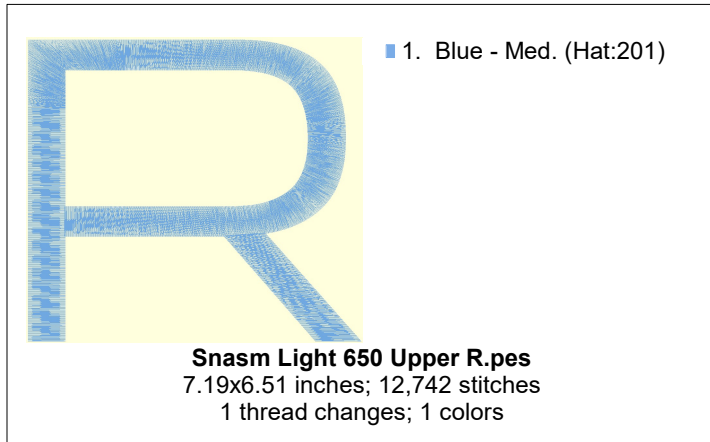 R
1. Blue - Med. (Hat:201)
Snasm Light 650 Upper R.pes
7.19x6.51 inches; 12,742 stitches
1 thread changes; 1 colors